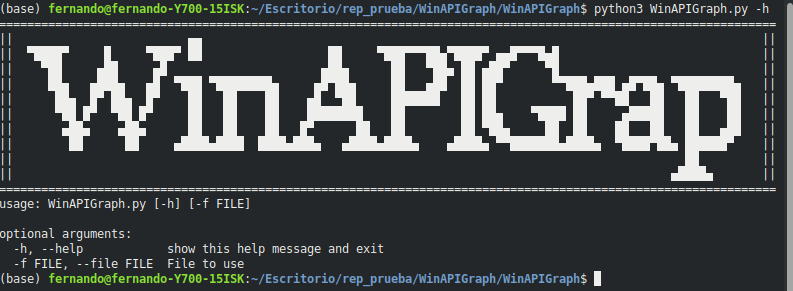 (base) fernando@fernando-Y700-15ISK:~/Escritorio/rep_prueba/WinAPIGraph/WinAPIGraph$ python3 WinAPIGraph.py -h
WinAPIGrap
usage: WinAPIGraph.py [-h] [-f FILE]
optional arguments:
-h, --help show this help message and exit
-f FILE, --file FILE File to use
(base) fernando@fernando-Y700-15ISK:~/Escritorio/rep_prueba/WinAPIGraph/WinAPIGraph$